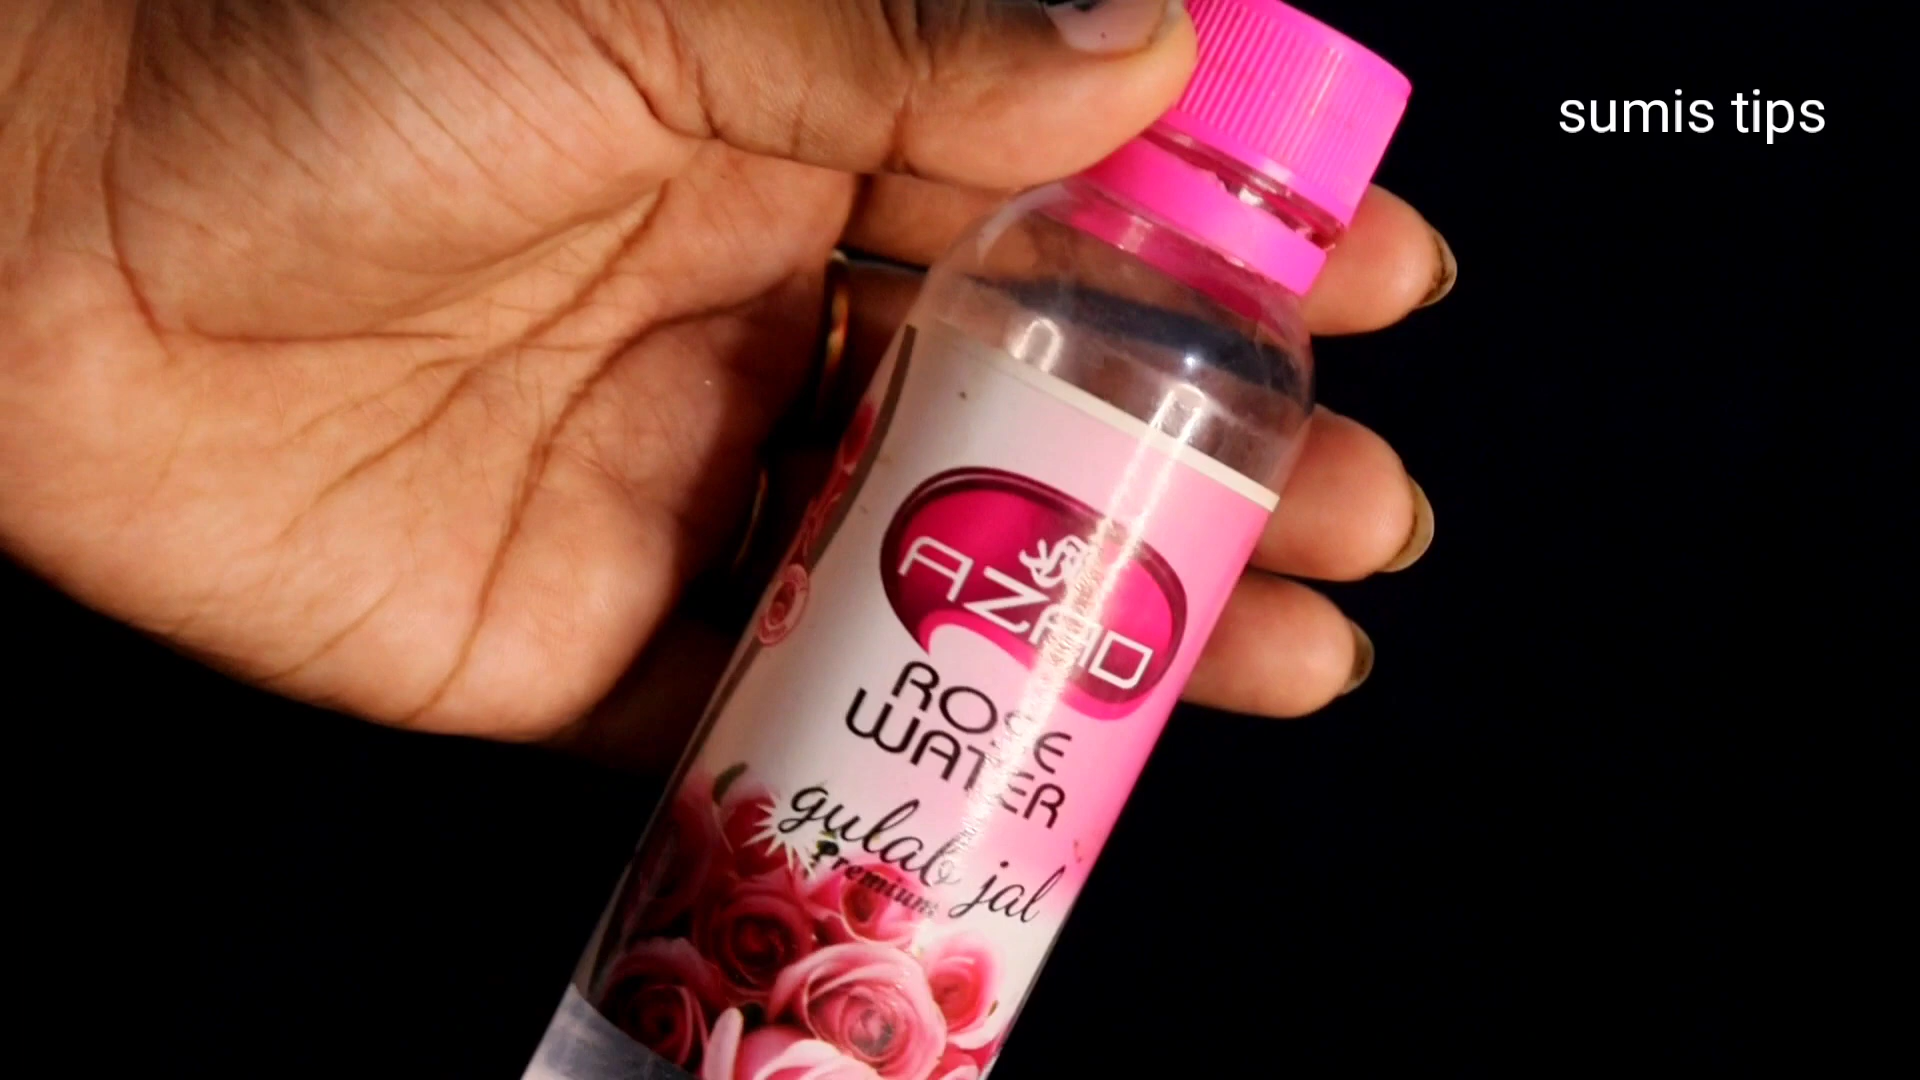 sumis tips
AZAD
ROSE
WATER
gulab jal
Premium